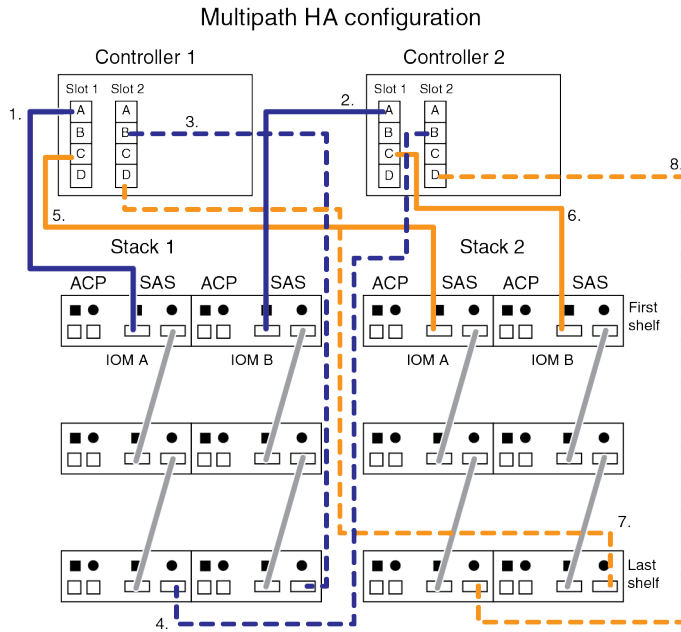 Multipath HA configuration
Controller 1
Controller 2
Slot 1 Slot 2
Slot 1 Slot 2
A A
B B
C C
D D
A A
B B
C C
D D
1.
2.
3.
4.
5.
6.
7.
8.
Stack 1
Stack 2
ACP SAS ACP SAS
ACP SAS ACP SAS
First
shelf
IOM A IOM B
IOM A IOM B
Last
shelf